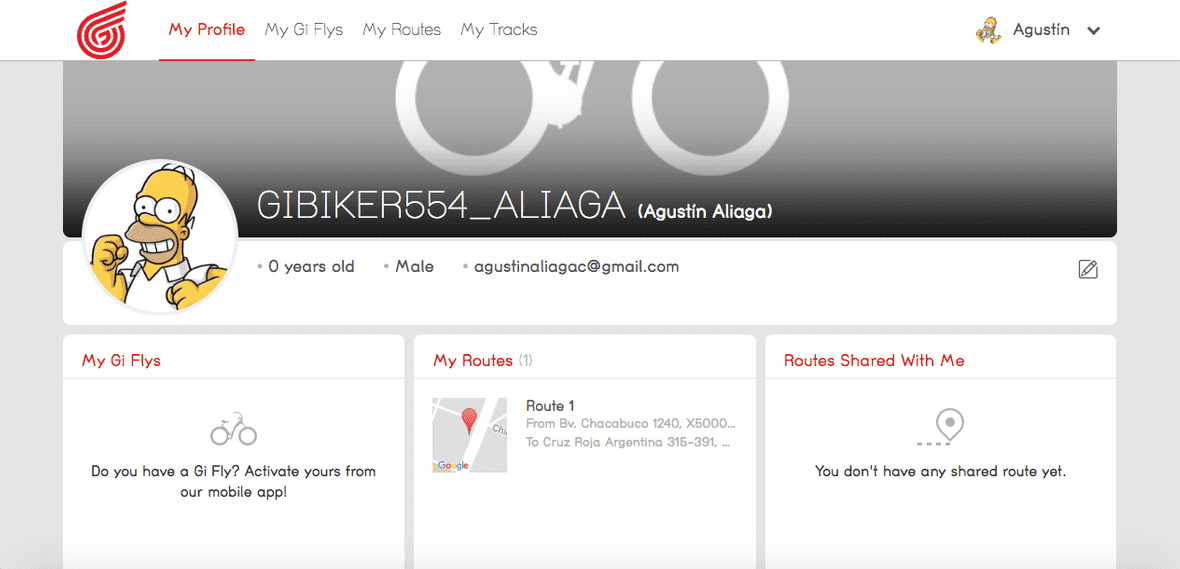 My Profile My Gi Flys My Routes My Tracks Agustín
GIBIKER554_ALIAGA (Agustín Aliaga)
• 0 years old • Male • agustinaliagac@gmail.com
My Gi Flys
Do you have a Gi Fly? Activate yours from
our mobile app!
My Routes (1)
Chi
Google
Route 1
From Bv. Chacabuco 1240, X5000...
To Cruz Roja Argentina 315-391, ...
Routes Shared With Me
You don't have any shared route yet.